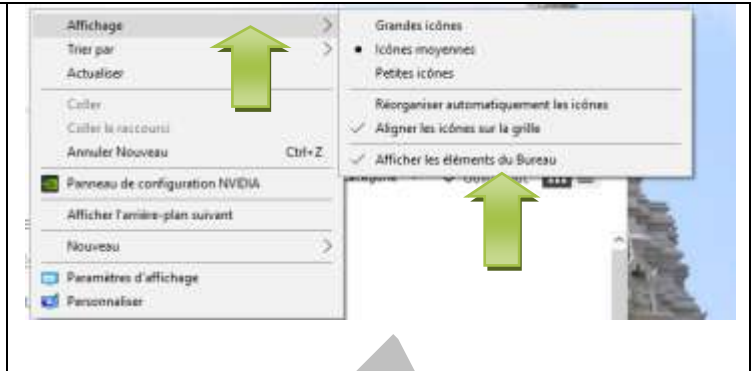 Affichage
Trier par
Actualiser
Coller
Coller le raccourci
Annuler Nouveau Ctrl+Z
Panneau de configuration NVIDIA
Afficher l'arrière-plan suivant
Nouveau
Paramètres d'affichage
Personnaliser
Grandes icônes
Icônes moyennes
Petites icônes
Réorganiser automatiquement les icônes
Aligner les icônes sur la grille
Afficher les éléments du Bureau